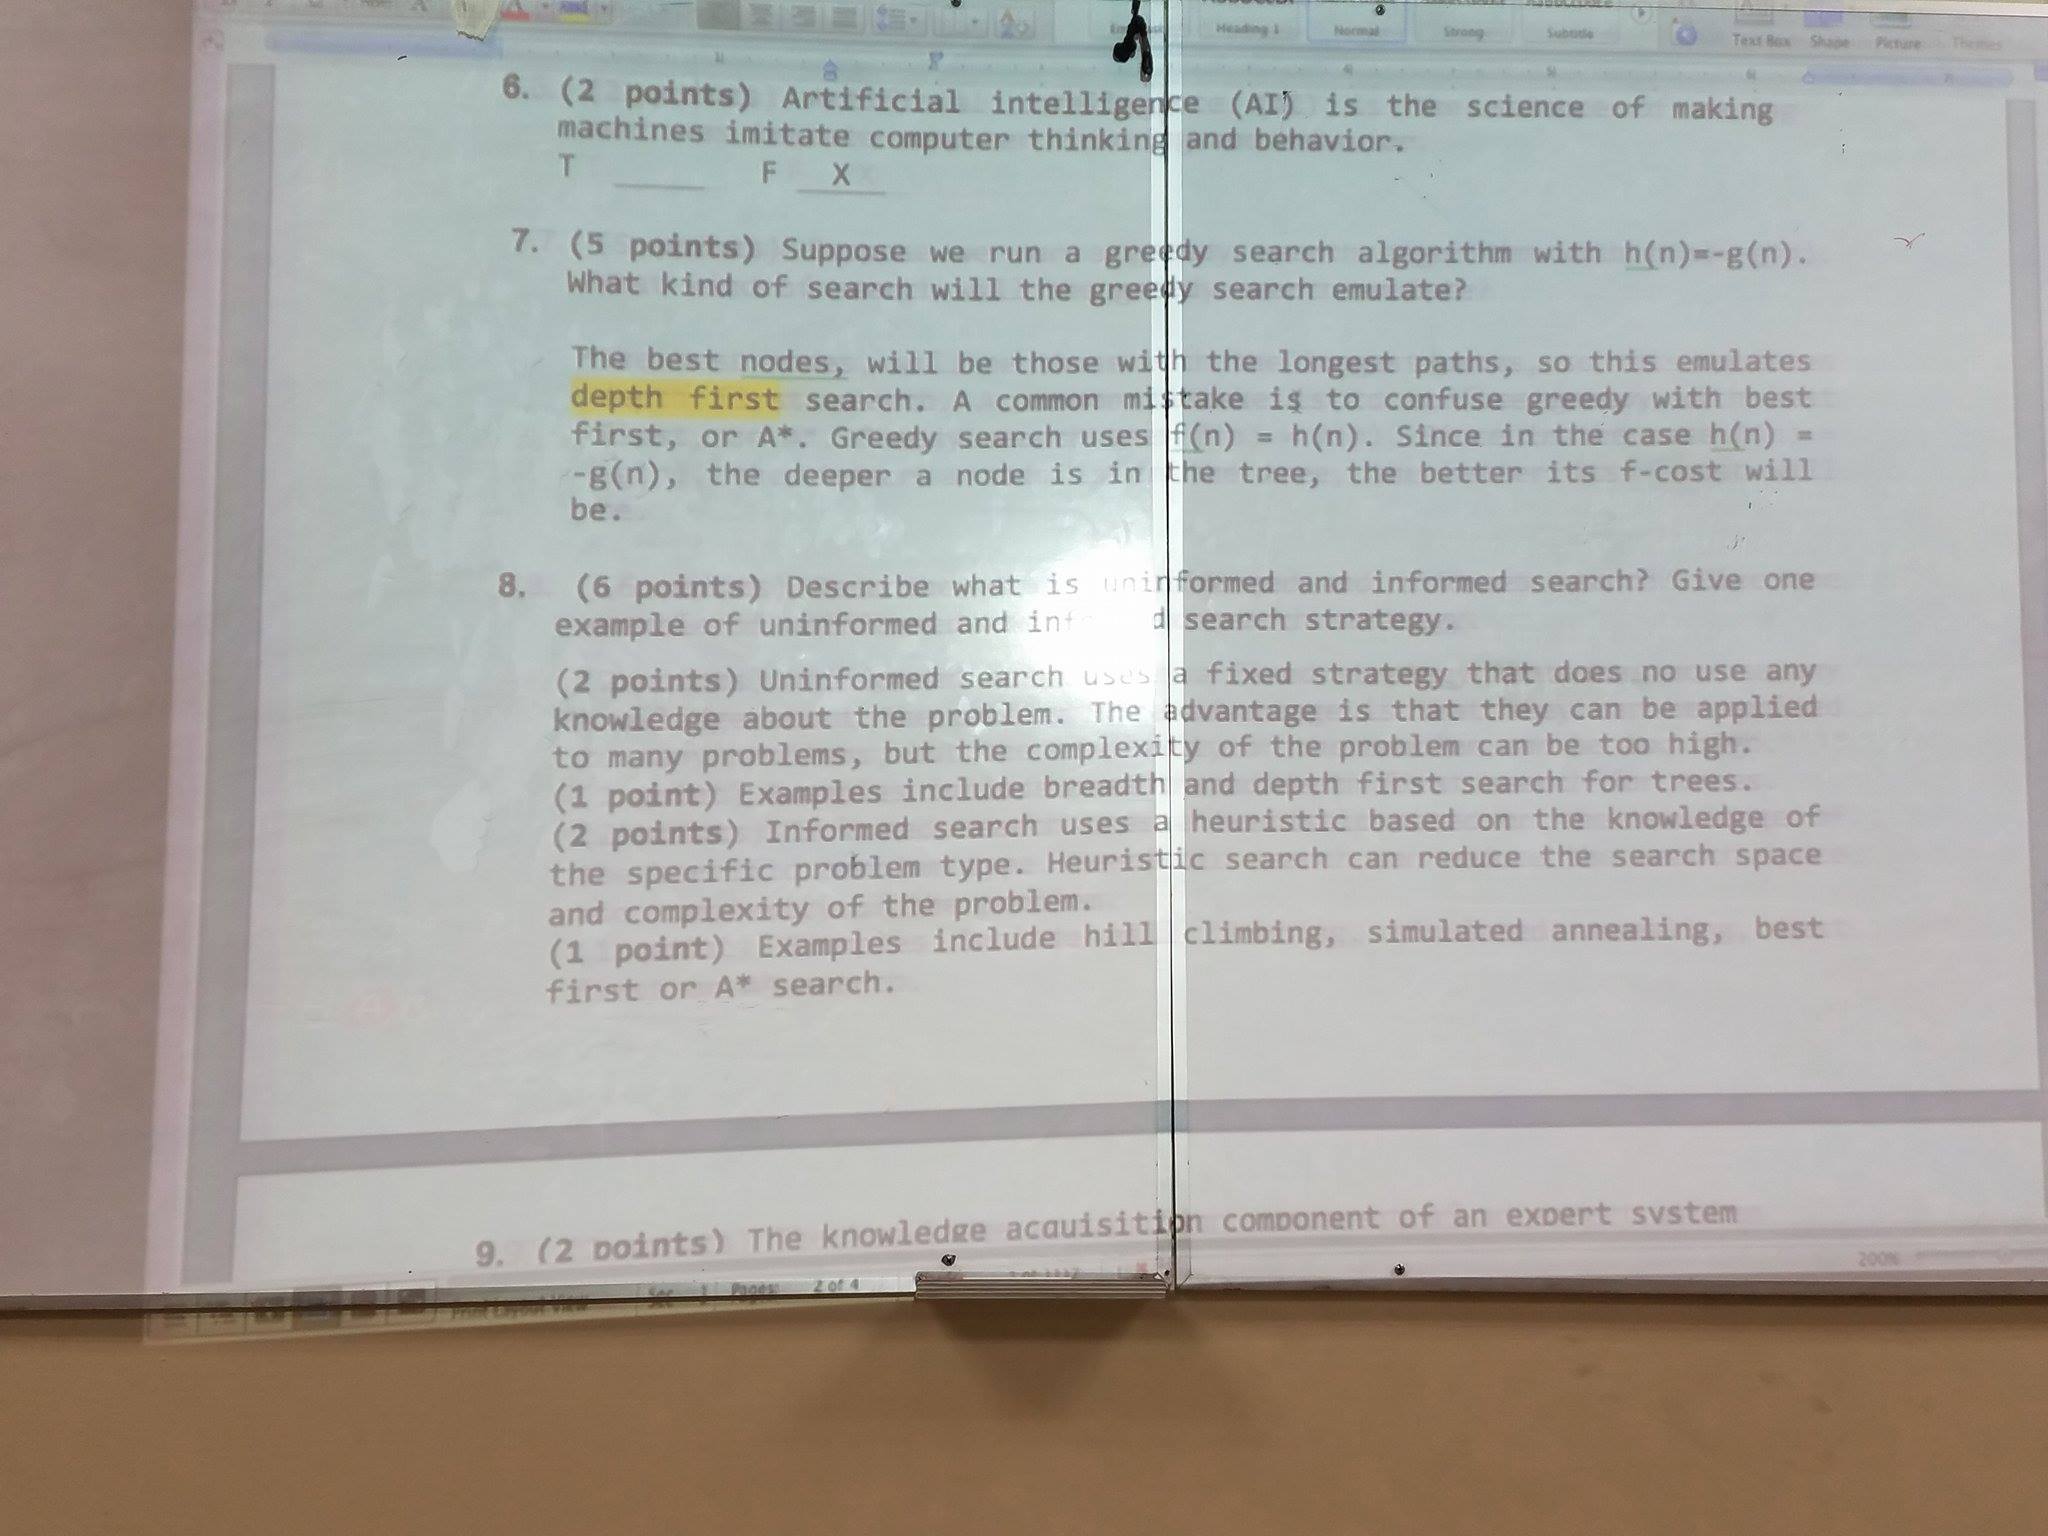 Heading 1 Normal Strong Subtitle Text Box Shape Picture Themes
6. (2 points) Artificial intelligence (AI) is the science of making
machines imitate computer thinking and behavior.
T ____ F X
7. (5 points) Suppose we run a greedy search algorithm with h(n)=-g(n).
What kind of search will the greedy search emulate?
The best nodes, will be those with the longest paths, so this emulates
depth first search. A common mistake is to confuse greedy with best
first, or A*. Greedy search uses f(n) = h(n). Since in the case h(n) =
-g(n), the deeper a node is in the tree, the better its f-cost will
be.
8. (6 points) Describe what is uninformed and informed search? Give one
example of uninformed and inf d search strategy.
(2 points) Uninformed search uses a fixed strategy that does no use any
knowledge about the problem. The advantage is that they can be applied
to many problems, but the complexity of the problem can be too high.
(1 point) Examples include breadth and depth first search for trees.
(2 points) Informed search uses a heuristic based on the knowledge of
the specific problem type. Heuristic search can reduce the search space
and complexity of the problem.
(1 point) Examples include hill climbing, simulated annealing, best
first or A* search.
9. (2 points) The knowledge acquisition component of an expert system
200%
Print Layout View Sec 1 Pages: 2 of 4